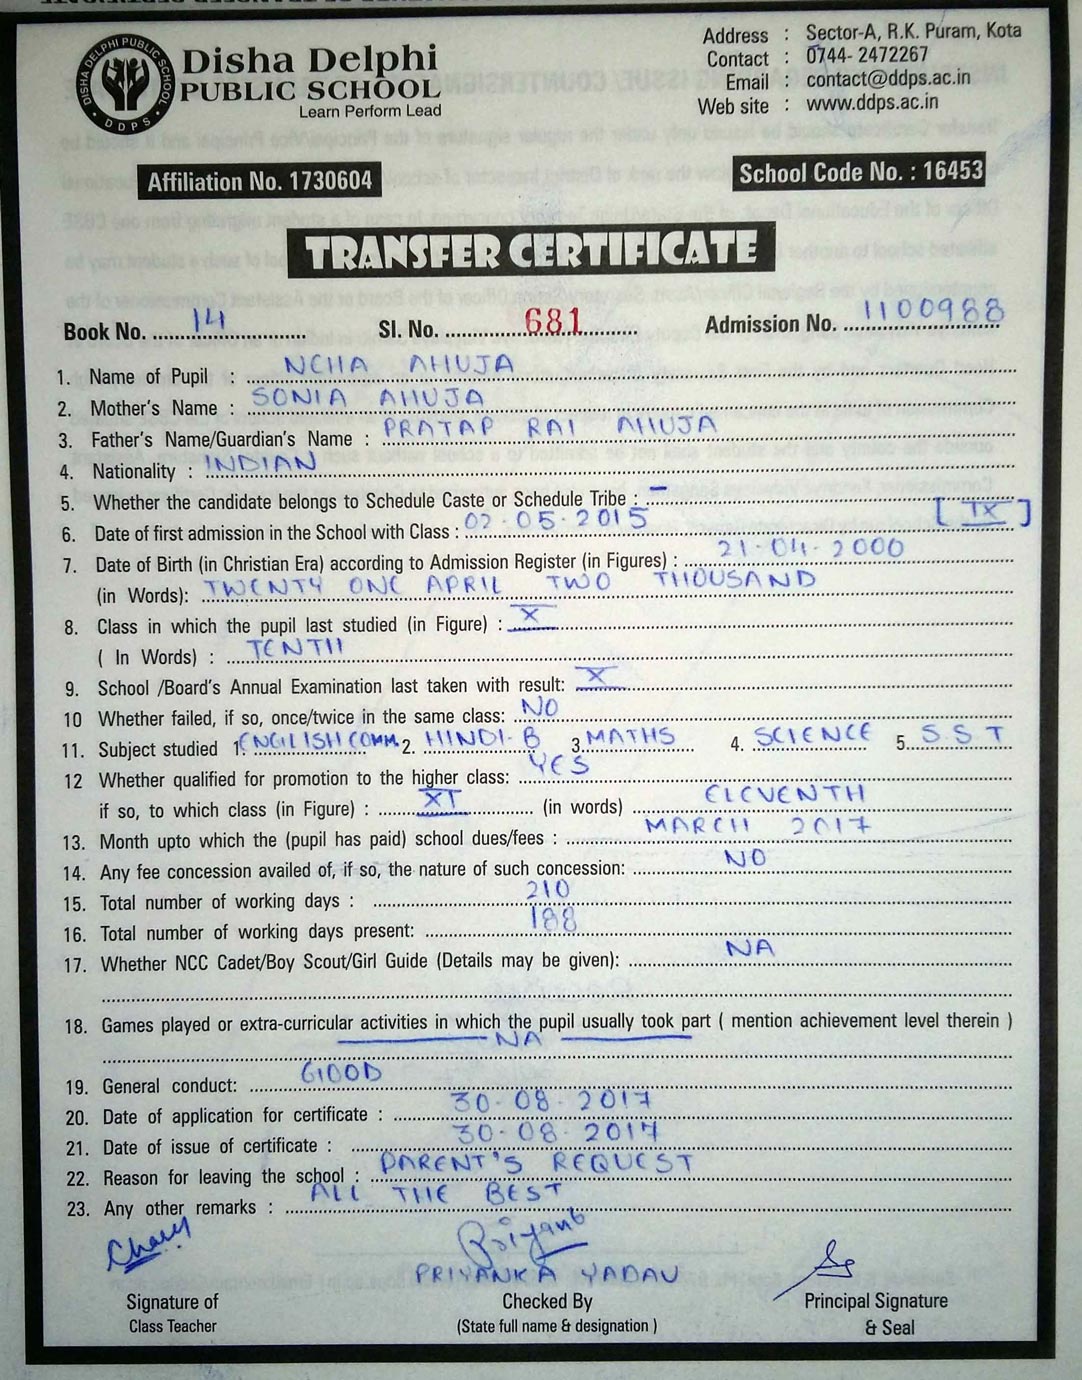 DISHA DELPHI PUBLIC SCHOOL
DDPS
Disha Delphi
PUBLIC SCHOOL
Learn Perform Lead
Address : Sector-A, R.K. Puram, Kota
Contact : 0744- 2472267
Email : contact@ddps.ac.in
Web site : www.ddps.ac.in
Affiliation No. 1730604
School Code No. : 16453
TRANSFER CERTIFICATE
Book No. 14 Sl. No. 681 Admission No. 1100988
1. Name of Pupil : NEHA AHUJA
2. Mother's Name : SONIA AHUJA
3. Father's Name/Guardian's Name : PRATAP RAI AHUJA
4. Nationality : INDIAN
5. Whether the candidate belongs to Schedule Caste or Schedule Tribe : –
6. Date of first admission in the School with Class : 02-05-2015 [IX]
7. Date of Birth (in Christian Era) according to Admission Register (in Figures) : 21-04-2000
(in Words): TWENTY ONE APRIL TWO THOUSAND
8. Class in which the pupil last studied (in Figure) : X
( In Words) : TENTH
9. School /Board's Annual Examination last taken with result: X
10 Whether failed, if so, once/twice in the same class: NO
11. Subject studied 1. ENGLISH COMM. 2. HINDI-B 3. MATHS 4. SCIENCE 5. S.S.T
12 Whether qualified for promotion to the higher class: YES
if so, to which class (in Figure) : XI (in words) ELEVENTH
13. Month upto which the (pupil has paid) school dues/fees : MARCH 2017
14. Any fee concession availed of, if so, the nature of such concession: NO
15. Total number of working days : 210
16. Total number of working days present: 188
17. Whether NCC Cadet/Boy Scout/Girl Guide (Details may be given): NA
18. Games played or extra-curricular activities in which the pupil usually took part ( mention achievement level therein )
NA
19. General conduct: GOOD
20. Date of application for certificate : 30-08-2017
21. Date of issue of certificate : 30-08-2017
22. Reason for leaving the school : PARENT'S REQUEST
23. Any other remarks : ALL THE BEST
Priyanka
PRIYANKA YADAV
Signature of Checked By Principal Signature
Class Teacher (State full name & designation ) & Seal